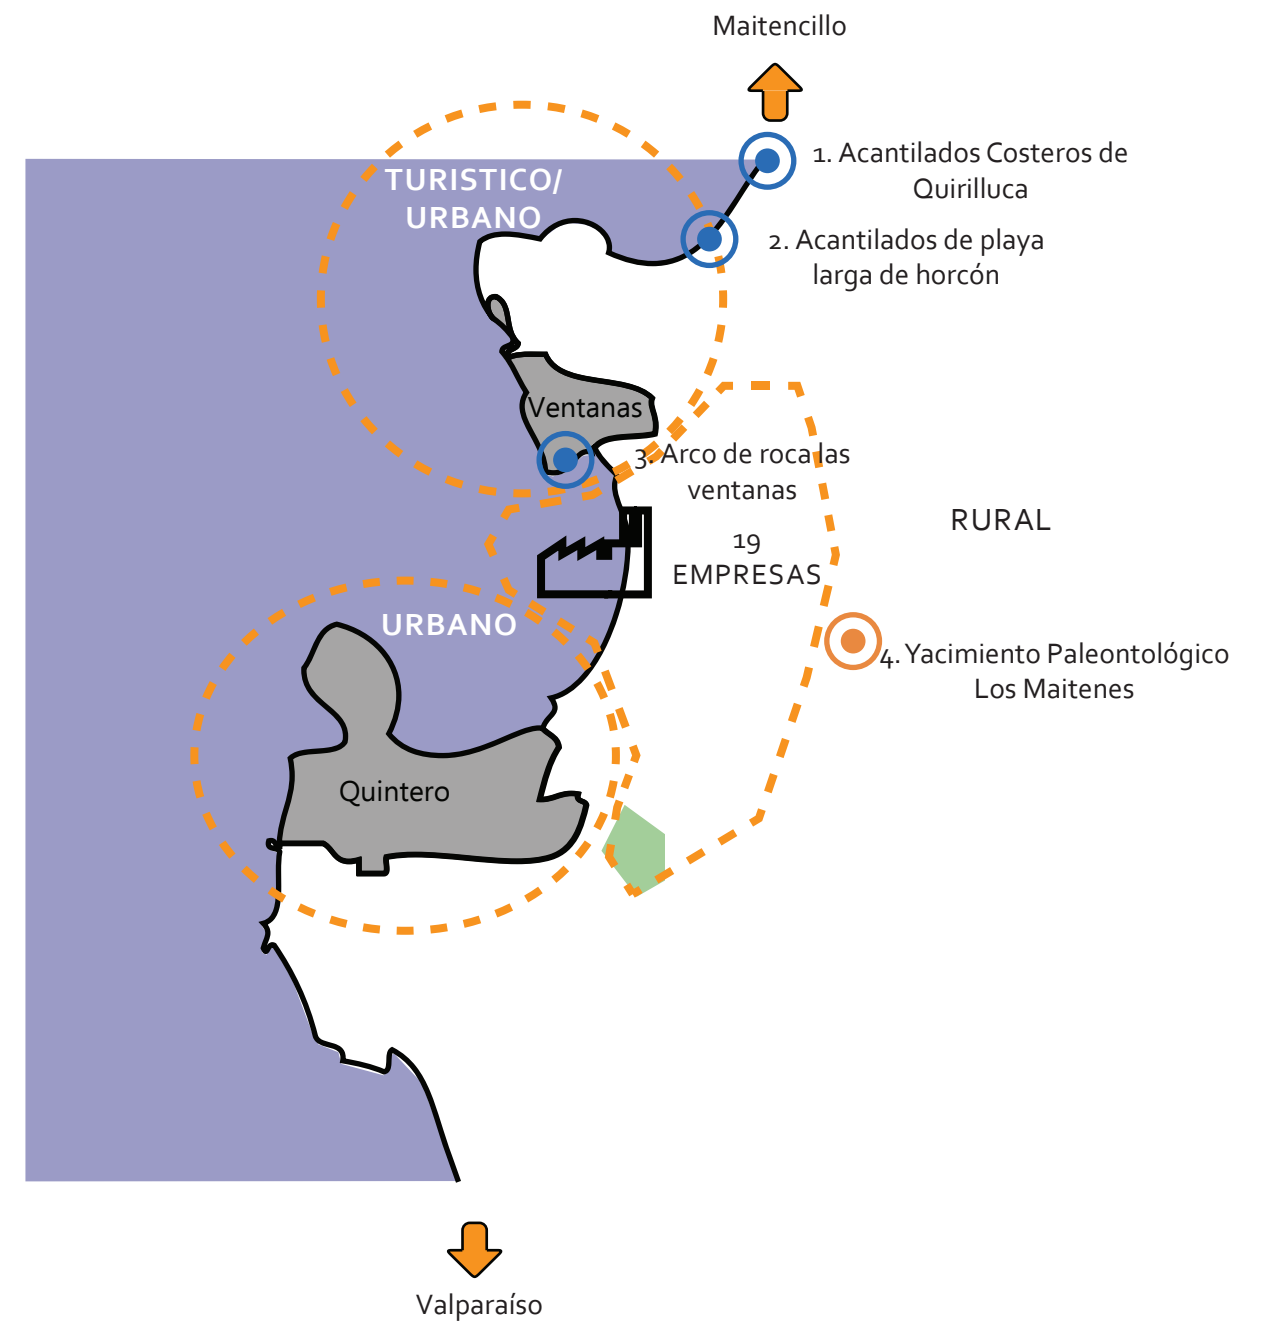 Maitencillo
1. Acantilados Costeros de
Quirilluca
TURISTICO/
URBANO
2. Acantilados de playa
larga de horcón
Ventanas
3. Arco de roca las
ventanas
RURAL
19
EMPRESAS
URBANO
4. Yacimiento Paleontológico
Los Maitenes
Quintero
Valparaíso